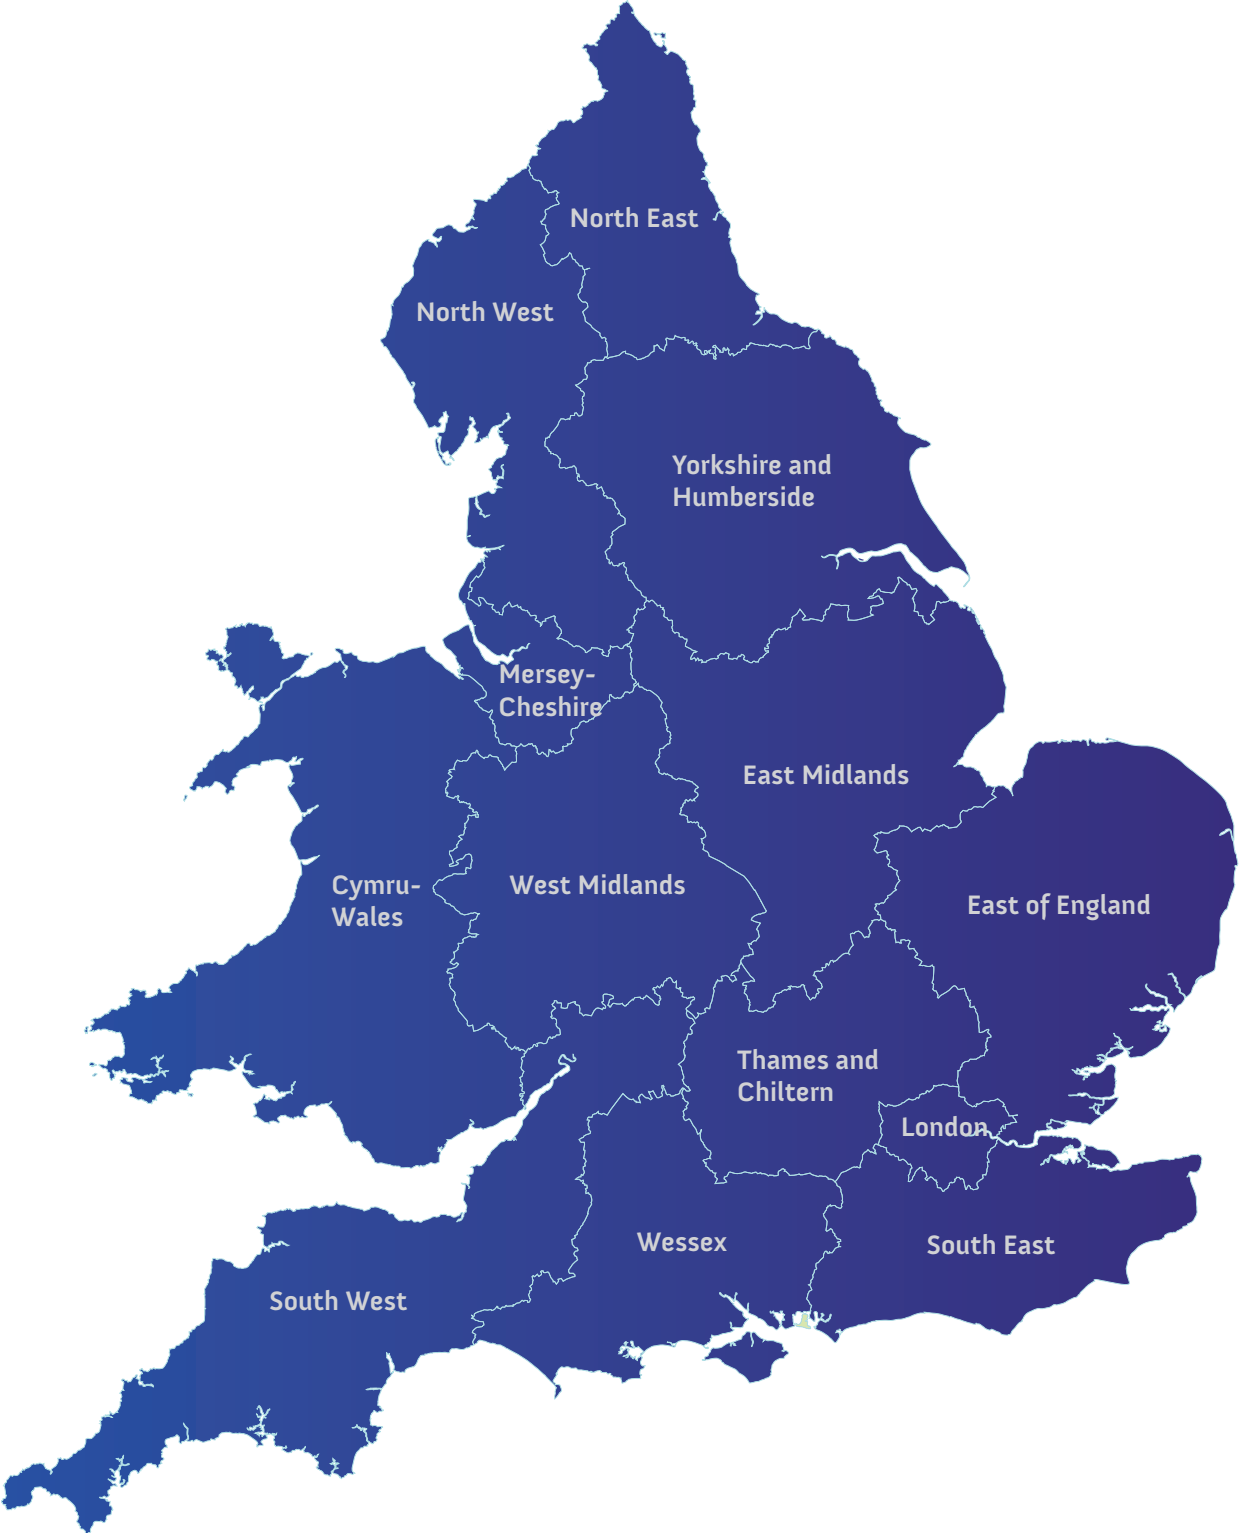 North East
North West
Yorkshire and
Humberside
Mersey-
Cheshire
East Midlands
Cymru-
Wales
West Midlands
East of England
Thames and
Chiltern
London
Wessex
South East
South West